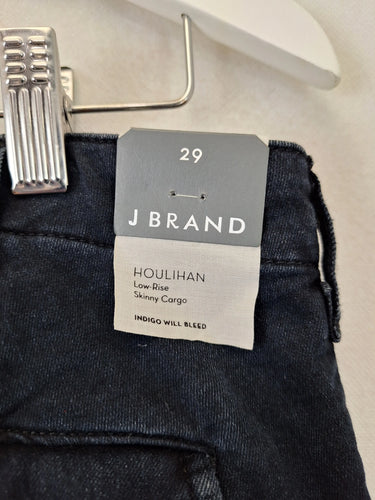 29
J BRAND
HOULIHAN
Low-Rise
Skinny Cargo
INDIGO WILL BLEED